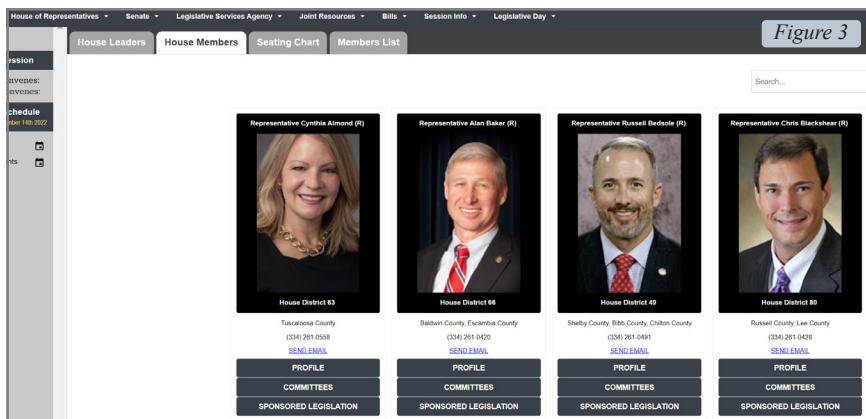 House of Representatives Senate Legislative Services Agency Joint Resources Bills Session Info Legislative Day
Figure 3
House Leaders House Members Seating Chart Members List
ession
nvenes:
nvenes:
Search...
chedule
mber 14th 2022
nts
Representative Cynthia Almond (R) Representative Alan Baker (R) Representative Russell Bedsole (R) Representative Chris Blackshear (R)
House District 63 House District 66 House District 49 House District 80
Tuscaloosa County Baldwin County, Escambia County Shelby County, Bibb County, Chilton County Russell County, Lee County
(334) 261-0558 (334) 261-0420 (334) 261-0491 (334) 261-0428
SEND EMAIL SEND EMAIL SEND EMAIL SEND EMAIL
PROFILE PROFILE PROFILE PROFILE
COMMITTEES COMMITTEES COMMITTEES COMMITTEES
SPONSORED LEGISLATION SPONSORED LEGISLATION SPONSORED LEGISLATION SPONSORED LEGISLATION